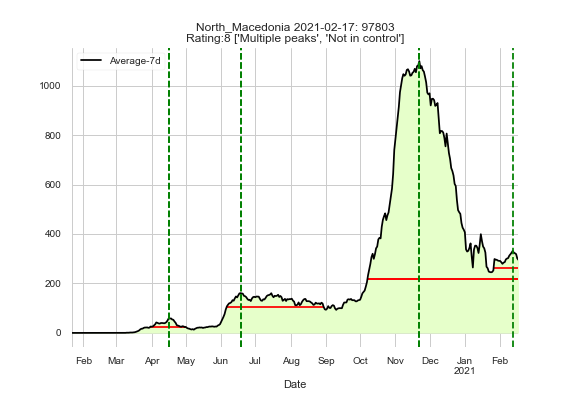 North_Macedonia 2021-02-17: 97803
Rating:8 ['Multiple peaks', 'Not in control']
Average-7d
1000
800
600
400
200
0
Feb Mar Apr May Jun Jul Aug Sep Oct Nov Dec Jan Feb
2021
Date